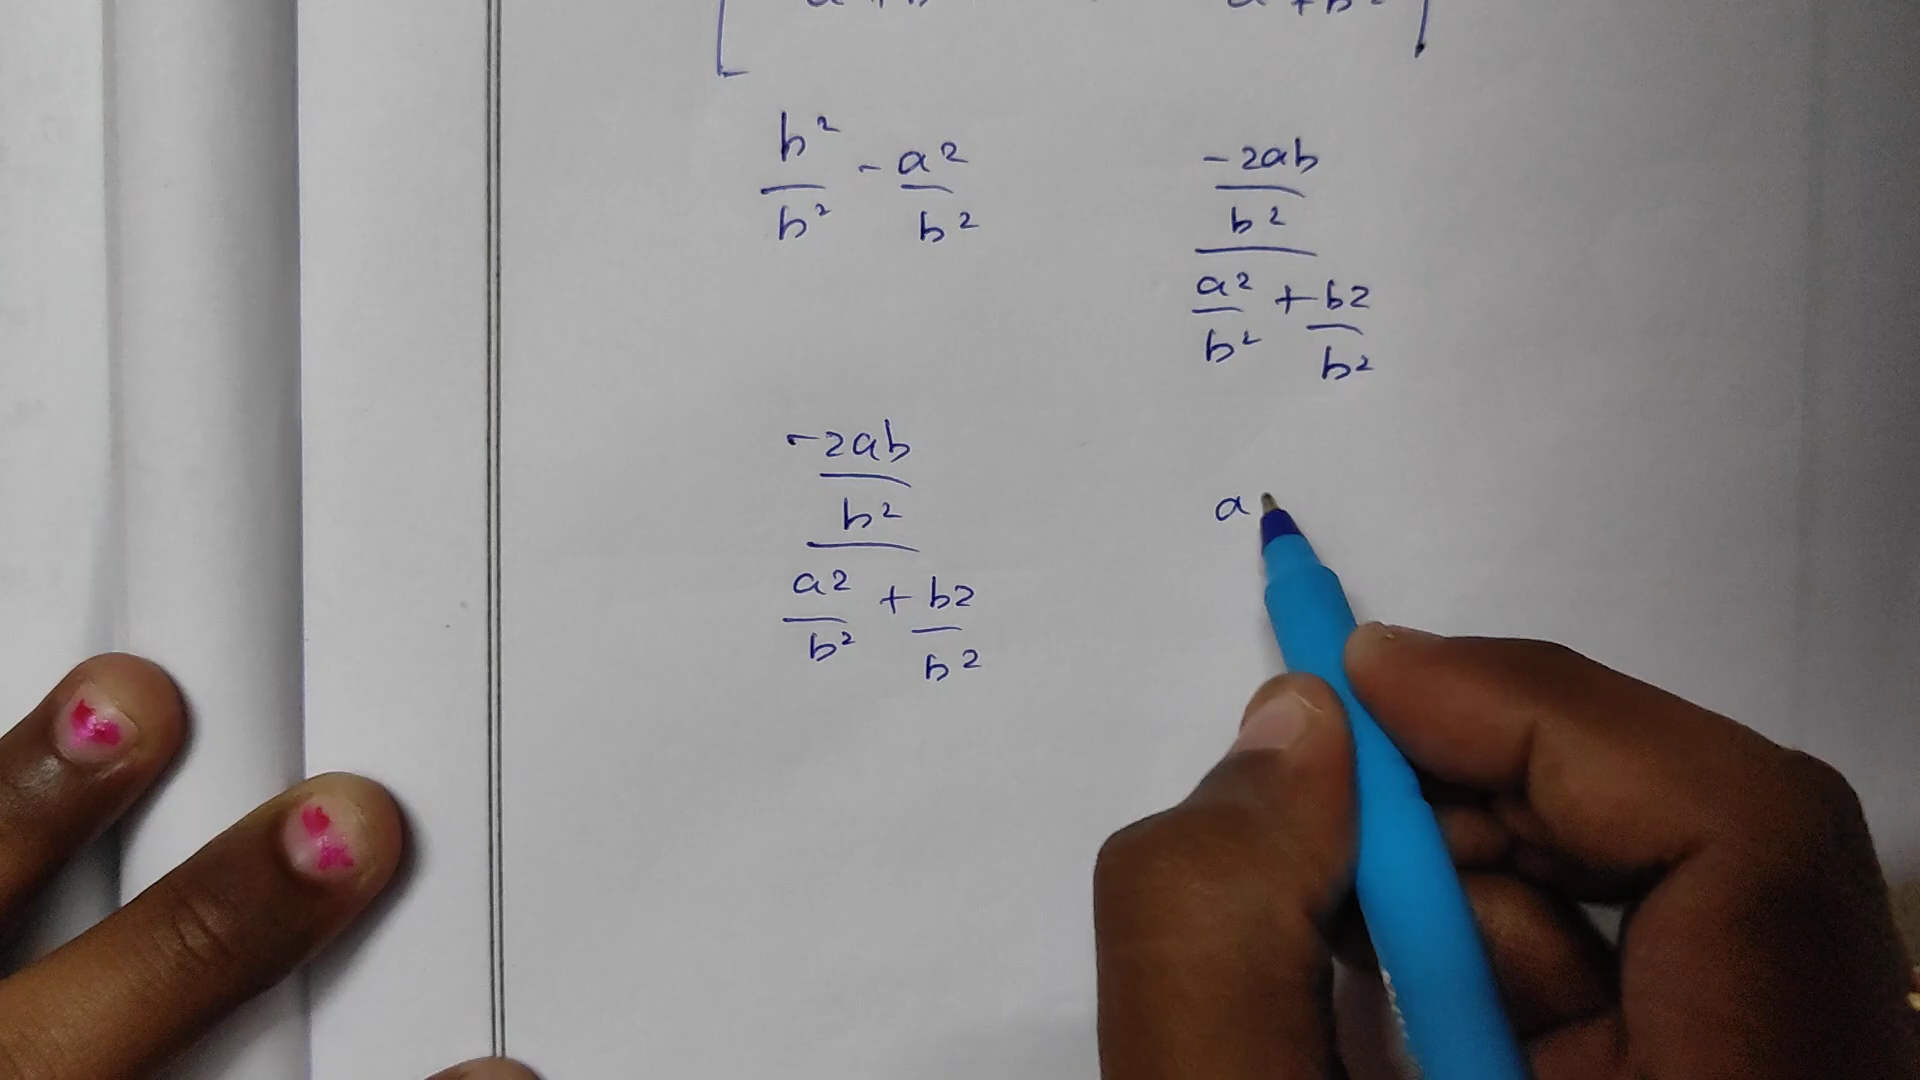 b² - a² -2ab
b² b² b²
a² + b2
b² b²
-2ab
b² a
a2 + b2
b² b2